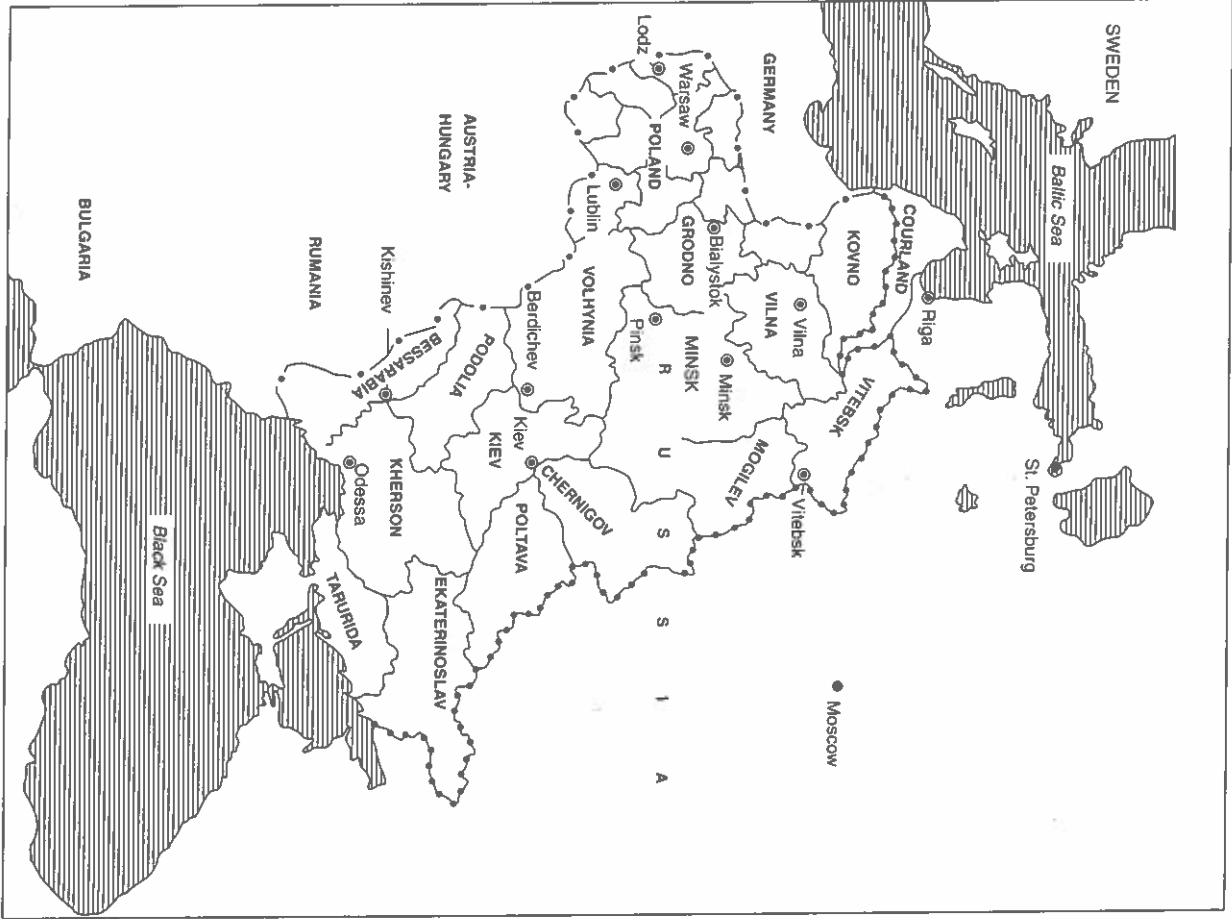 SWEDEN
Baltic Sea
St. Petersburg
Riga
Moscow
COURLAND
KOVNO
VITEBSK
Vitebsk
GERMANY
VILNA
Vilna
Minsk
MINSK
MOGILEV
Lodz
Warsaw
POLAND
Bialystok
GRODNO
Pinsk
R U S S I A
Lublin
VOLHYNIA
CHERNIGOV
AUSTRIA-
HUNGARY
Berdichev
Kiev
KIEV
POLTAVA
PODOLIA
EKATERINOSLAV
RUMANIA
Kishinev
BESSARABIA
KHERSON
Odessa
TARURIDA
BULGARIA
Black Sea